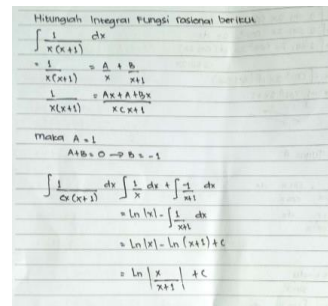 Hitunglah Integral Fungsi rasional berikut
∫ 1/x(x+1) dx
= 1/x(x+1) = A/x + B/x+1
1/x(x+1) = Ax+A+Bx/x(x+1
maka A = 1
A+B = 0 → B = -1
∫ 1/(x(x+1) dx ∫ 1/x dx + ∫ -1/x+1 dx
= Ln |x| - ∫ 1/x+1 dx
= Ln |x| - Ln (x+1) + c
= Ln |x/x+1| + c